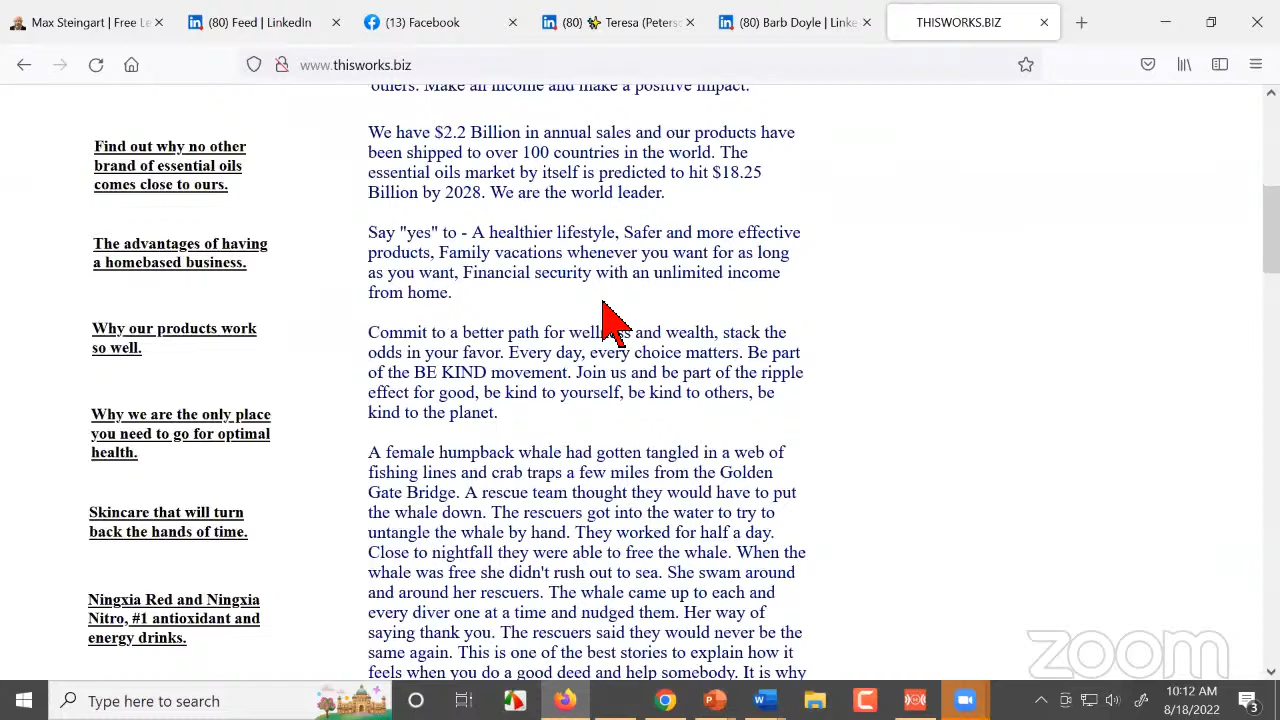 Max Steingart | Free Le
(80) Feed | LinkedIn
(13) Facebook
(80) ✨ Teresa (Peterso
(80) Barb Doyle | Linke
THISWORKS.BIZ
www.thisworks.biz
others. Make an income and make a positive impact.
Find out why no other
brand of essential oils
comes close to ours.
The advantages of having
a homebased business.
Why our products work
so well.
Why we are the only place
you need to go for optimal
health.
Skincare that will turn
back the hands of time.
Ningxia Red and Ningxia
Nitro, #1 antioxidant and
energy drinks.
We have $2.2 Billion in annual sales and our products have
been shipped to over 100 countries in the world. The
essential oils market by itself is predicted to hit $18.25
Billion by 2028. We are the world leader.
Say "yes" to - A healthier lifestyle, Safer and more effective
products, Family vacations whenever you want for as long
as you want, Financial security with an unlimited income
from home.
Commit to a better path for wellness and wealth, stack the
odds in your favor. Every day, every choice matters. Be part
of the BE KIND movement. Join us and be part of the ripple
effect for good, be kind to yourself, be kind to others, be
kind to the planet.
A female humpback whale had gotten tangled in a web of
fishing lines and crab traps a few miles from the Golden
Gate Bridge. A rescue team thought they would have to put
the whale down. The rescuers got into the water to try to
untangle the whale by hand. They worked for half a day.
Close to nightfall they were able to free the whale. When the
whale was free she didn't rush out to sea. She swam around
and around her rescuers. The whale came up to each and
every diver one at a time and nudged them. Her way of
saying thank you. The rescuers said they would never be the
same again. This is one of the best stories to explain how it
feels when you do a good deed and help somebody. It is why
zoom
Type here to search
10:12 AM
8/18/2022
3